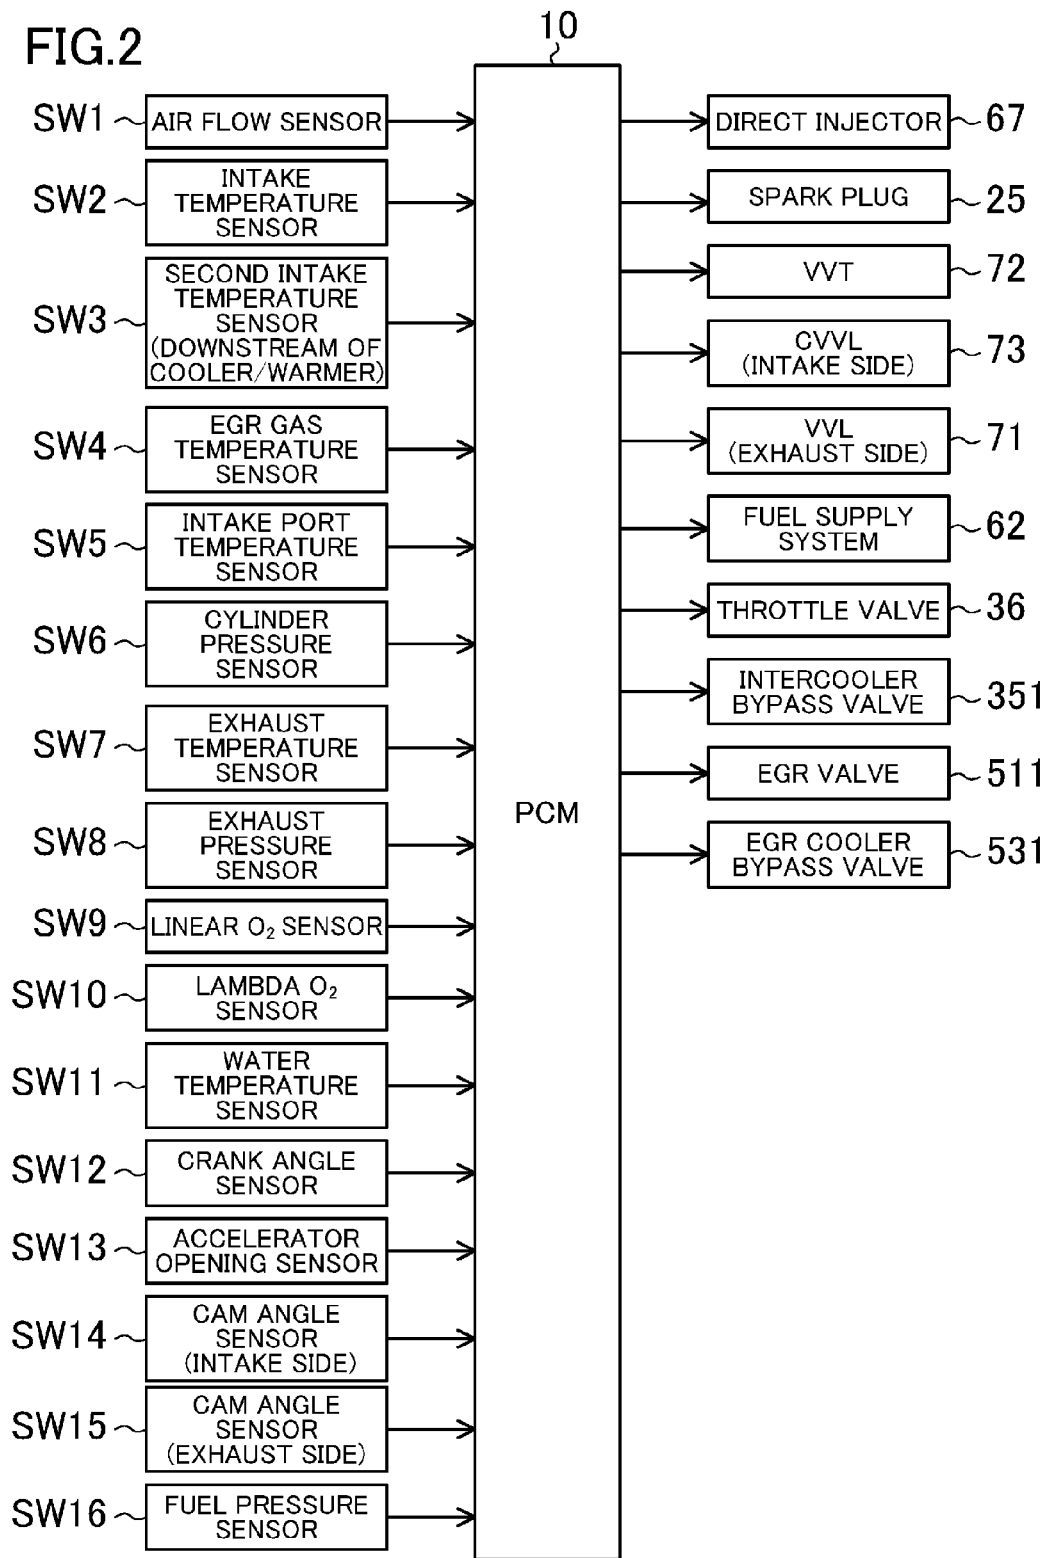 FIG.2
10
SW1
AIR FLOW SENSOR
SW2
INTAKE
TEMPERATURE
SENSOR
SW3
SECOND INTAKE
TEMPERATURE
SENSOR
(DOWNSTREAM OF
COOLER/WARMER)
SW4
EGR GAS
TEMPERATURE
SENSOR
SW5
INTAKE PORT
TEMPERATURE
SENSOR
SW6
CYLINDER
PRESSURE
SENSOR
SW7
EXHAUST
TEMPERATURE
SENSOR
SW8
EXHAUST
PRESSURE
SENSOR
SW9
LINEAR O₂ SENSOR
SW10
LAMBDA O₂
SENSOR
SW11
WATER
TEMPERATURE
SENSOR
SW12
CRANK ANGLE
SENSOR
SW13
ACCELERATOR
OPENING SENSOR
SW14
CAM ANGLE
SENSOR
(INTAKE SIDE)
SW15
CAM ANGLE
SENSOR
(EXHAUST SIDE)
SW16
FUEL PRESSURE
SENSOR
PCM
DIRECT INJECTOR
67
SPARK PLUG
25
VVT
72
CVVL
(INTAKE SIDE)
73
VVL
(EXHAUST SIDE)
71
FUEL SUPPLY
SYSTEM
62
THROTTLE VALVE
36
INTERCOOLER
BYPASS VALVE
351
EGR VALVE
511
EGR COOLER
BYPASS VALVE
531